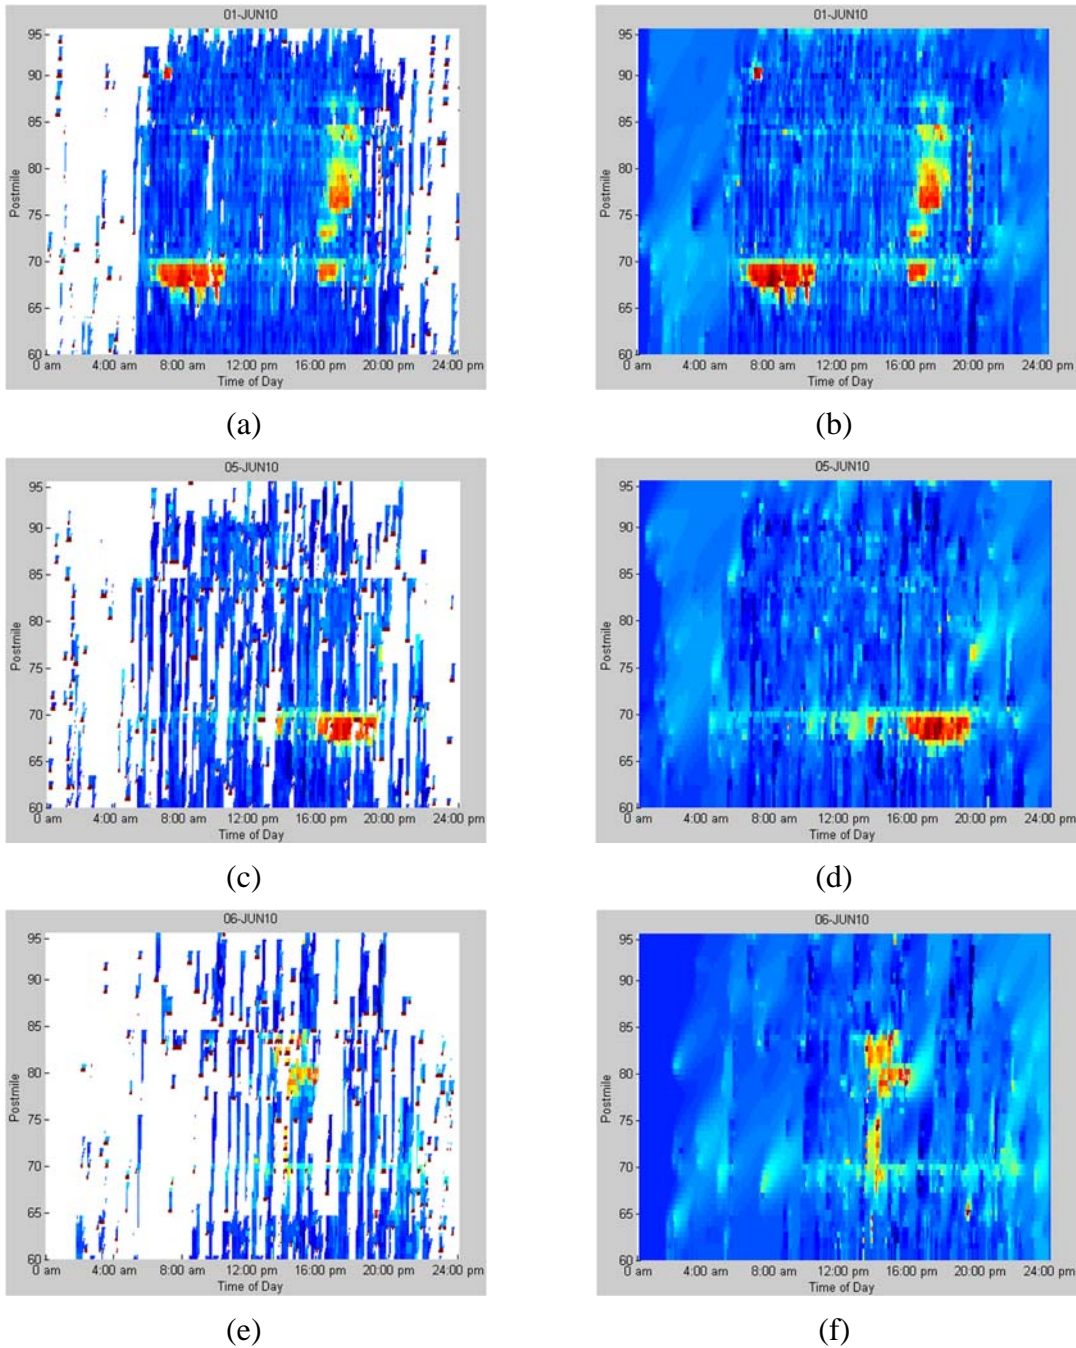 01-JUN10 01-JUN10
95 95
90 90
85 85
80 80
Postmile Postmile
75 75
70 70
65 65
60 60
0 am 4:00 am 8:00 am 12:00 pm 16:00 pm 20:00 pm 24:00 pm 0 am 4:00 am 8:00 am 12:00 pm 16:00 pm 20:00 pm 24:00 pm
Time of Day Time of Day
(a) (b)
05-JUN10 05-JUN10
95 95
90 90
85 85
80 80
Postmile Postmile
75 75
70 70
65 65
60 60
0 am 4:00 am 8:00 am 12:00 pm 16:00 pm 20:00 pm 24:00 pm 0 am 4:00 am 8:00 am 12:00 pm 16:00 pm 20:00 pm 24:00 pm
Time of Day Time of Day
(c) (d)
06-JUN10 06-JUN10
95 95
90 90
85 85
80 80
Postmile Postmile
75 75
70 70
65 65
60 60
0 am 4:00 am 8:00 am 12:00 pm 16:00 pm 20:00 pm 24:00 pm 0 am 4:00 am 8:00 am 12:00 pm 16:00 pm 20:00 pm 24:00 pm
Time of Day Time of Day
(e) (f)